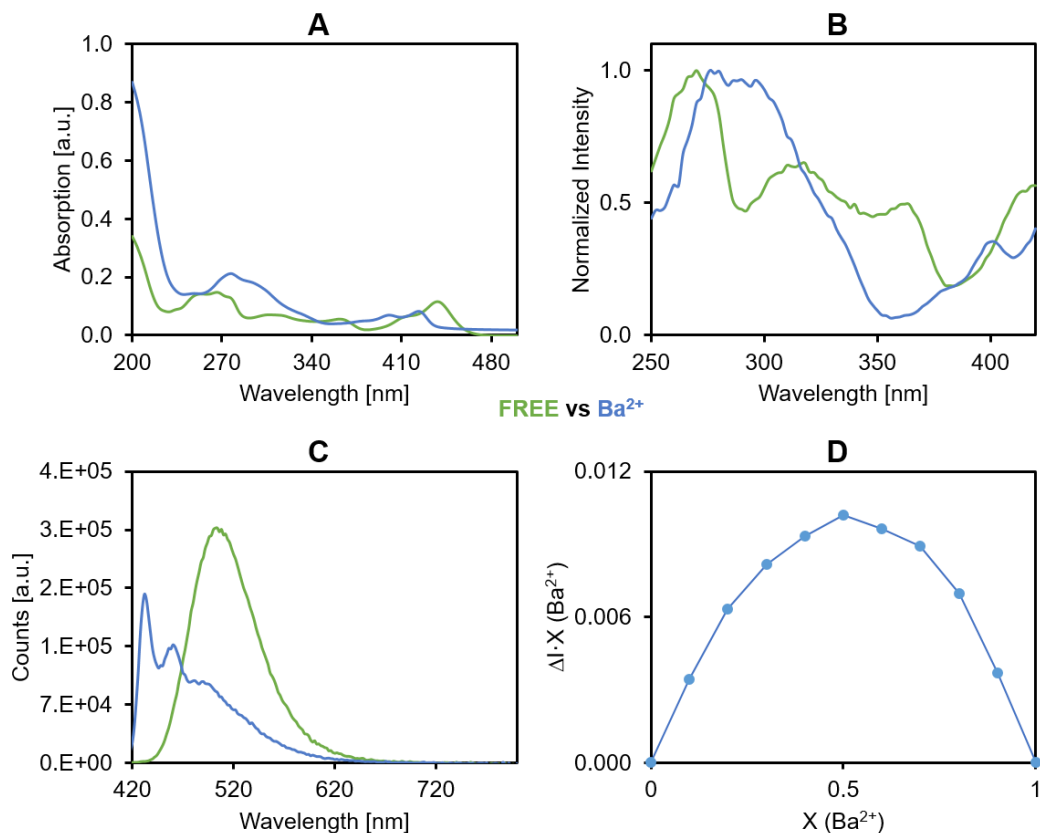 A
1.0
0.8
0.6
0.4
0.2
0.0
Absorption [a.u.]
200 270 340 410 480
Wavelength [nm]
B
1.0
0.5
0.0
Normalized Intensity
250 300 350 400
Wavelength [nm]
FREE vs Ba²⁺
C
4.E+05
3.E+05
2.E+05
1.E+05
7.E+04
0.E+00
Counts [a.u.]
420 520 620 720
Wavelength [nm]
D
0.012
0.006
0.000
ΔI·X (Ba²⁺)
0 0.5 1
X (Ba²⁺)